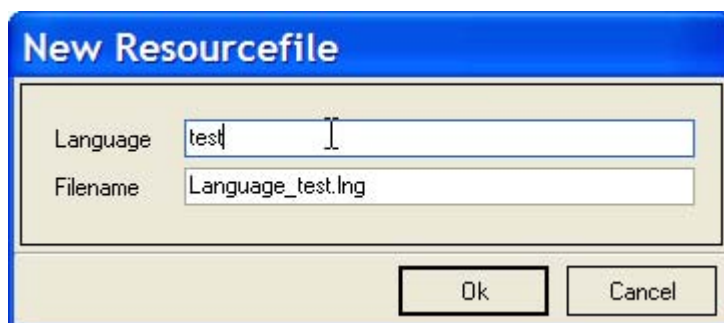 New Resourcefile
Language test
Filename Language_test.lng
Ok Cancel